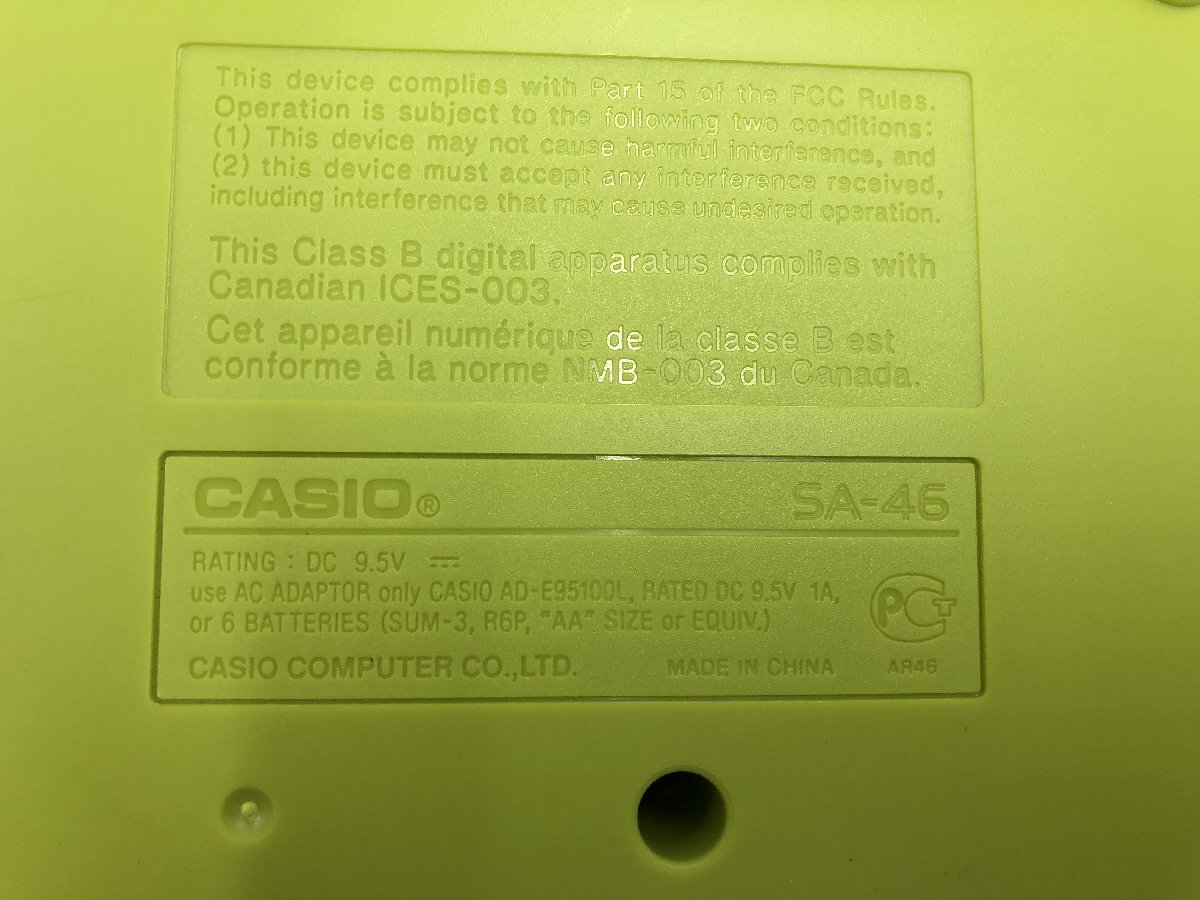 This device complies with Part 15 of the FCC Rules.
Operation is subject to the following two conditions:
(1) This device may not cause harmful interference, and
(2) this device must accept any interference received,
including interference that may cause undesired operation.
This Class B digital apparatus complies with
Canadian ICES-003.
Cet appareil numérique de la classe B est
conforme à la norme NMB-003 du Canada.
CASIO® SA-46
RATING : DC 9.5V ⎓
use AC ADAPTOR only CASIO AD-E95100L, RATED DC 9.5V 1A,
or 6 BATTERIES (SUM-3, R6P, "AA" SIZE or EQUIV.)
PCT
CASIO COMPUTER CO.,LTD. MADE IN CHINA AR46